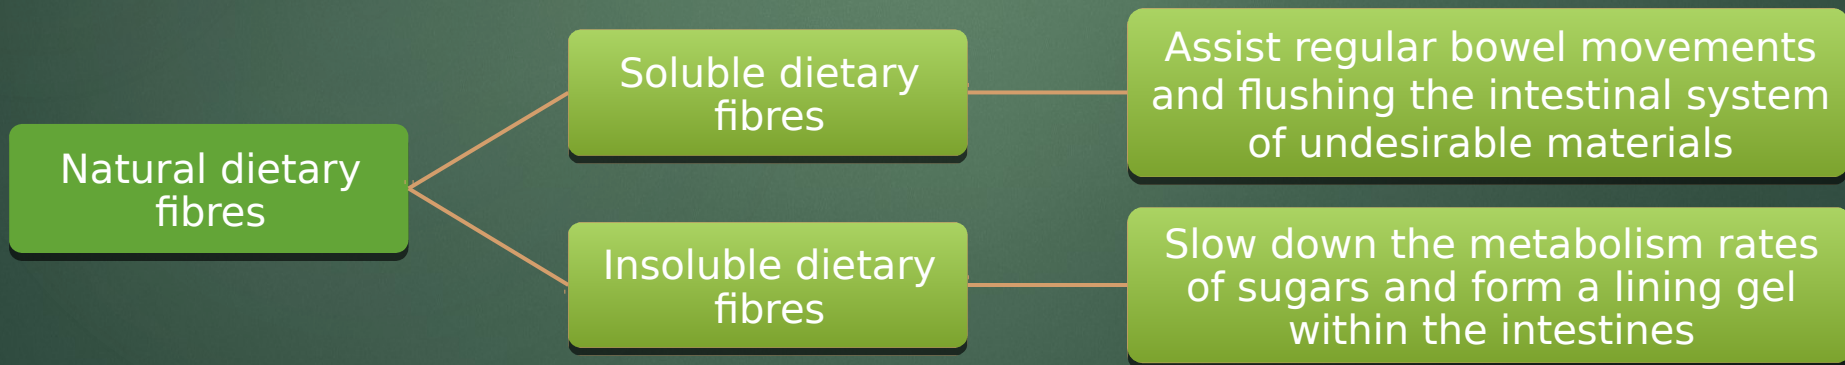 Natural dietary
fibres
Soluble dietary
fibres
Assist regular bowel movements
and flushing the intestinal system
of undesirable materials
Insoluble dietary
fibres
Slow down the metabolism rates
of sugars and form a lining gel
within the intestines